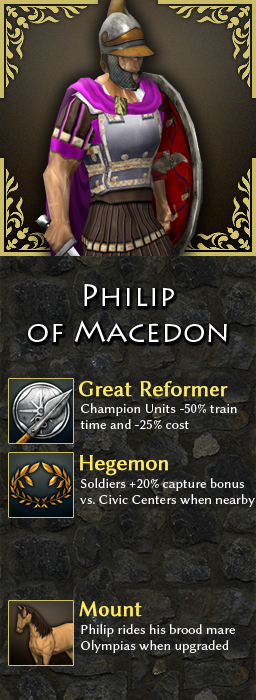 Philip
of Macedon
Great Reformer
Champion Units -50% train
time and -25% cost
Hegemon
Soldiers +20% capture bonus
vs. Civic Centers when nearby
Mount
Philip rides his brood mare
Olympias when upgraded